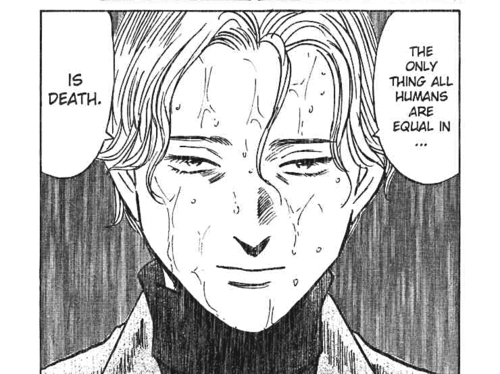 THE
ONLY
THING ALL
HUMANS
ARE
EQUAL IN
...
IS
DEATH.